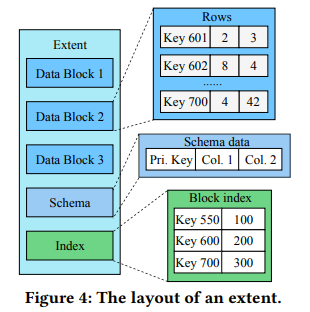 Extent
Data Block 1
Data Block 2
Data Block 3
Schema
Index
Rows
Key 601 2 3
Key 602 8 4
......
Key 700 4 42
Schema data
Pri. Key Col. 1 Col. 2
Block index
Key 550 100
Key 600 200
Key 700 300
Figure 4: The layout of an extent.